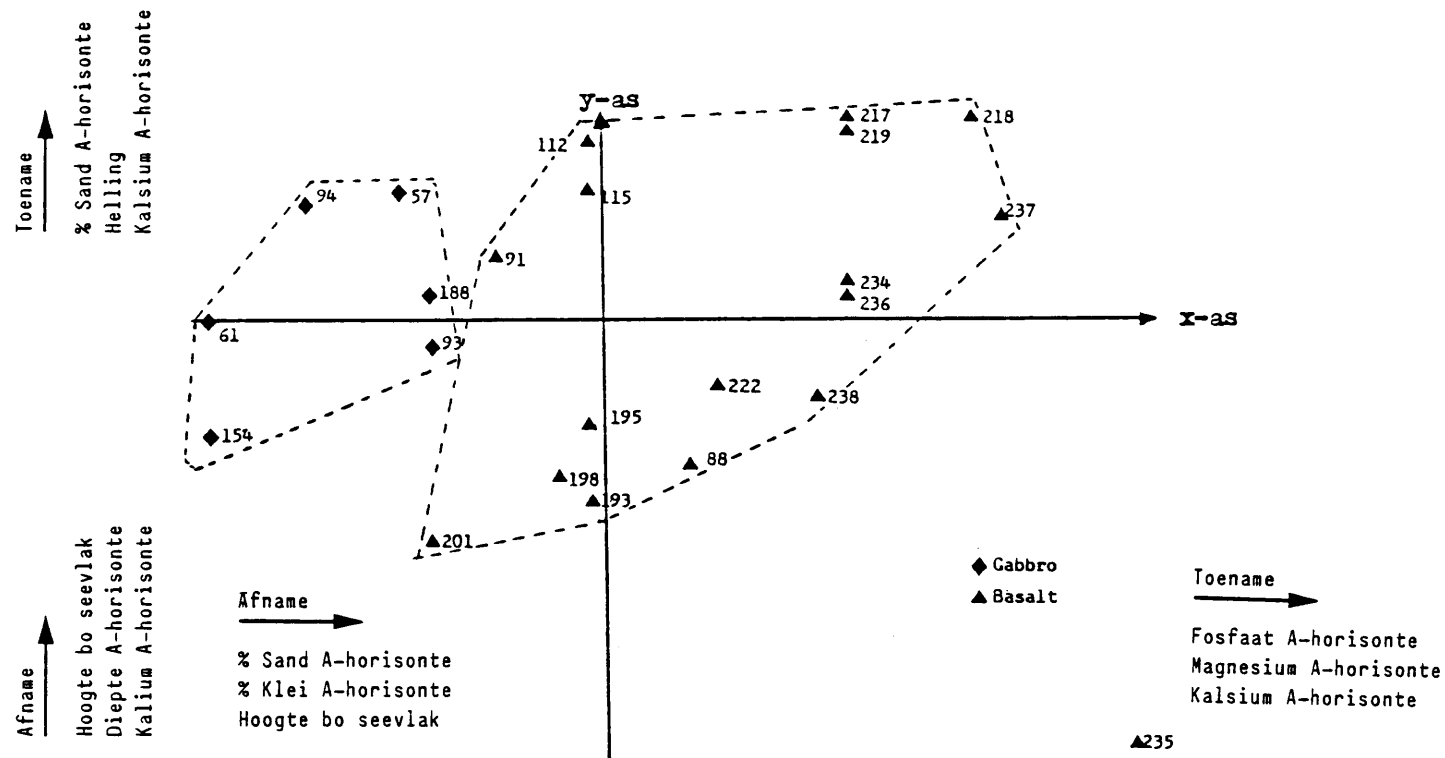 Toename
% Sand A-horisonte
Helling
Kalsium A-horisonte
y-as
112
115
217
219
218
94
57
91
237
188
234
236
61
93
x-as
222
238
154
195
88
198
193
201
Gabbro
Basalt
Afname
Hoogte bo seevlak
Diepte A-horisonte
Kalium A-horisonte
Afname
% Sand A-horisonte
% Klei A-horisonte
Hoogte bo seevlak
Toename
Fosfaat A-horisonte
Magnesium A-horisonte
Kalsium A-horisonte
235